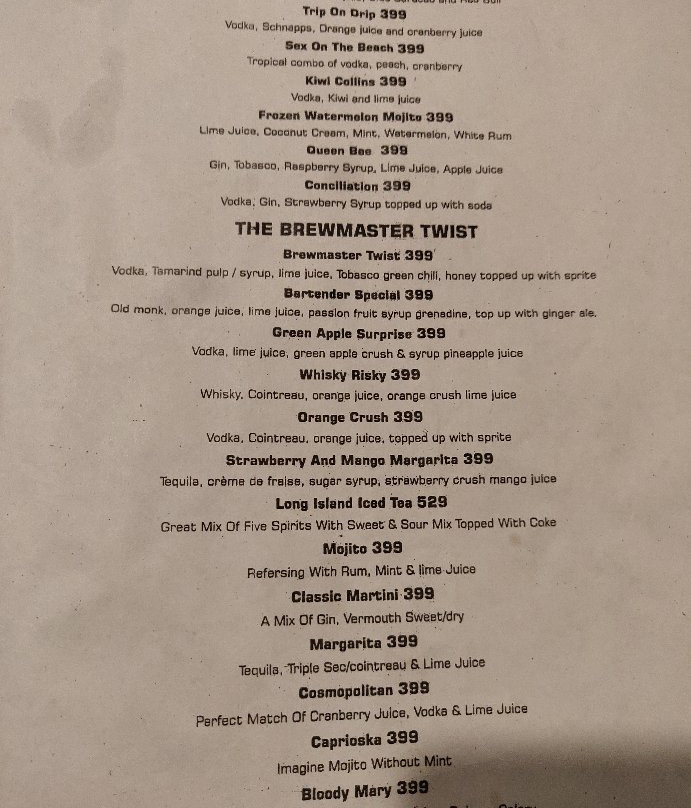 Trip On Drip 399
Vodka, Schnapps, Orange juice and cranberry juice
Sex On The Beach 399
Tropical combo of vodka, peach, cranberry
Kiwi Collins 399
Vodka, Kiwi and lime juice
Frozen Watermelon Mojito 399
Lime Juice, Coconut Cream, Mint, Watermelon, White Rum
Queen Bee 399
Gin, Tobasco, Raspberry Syrup, Lime Juice, Apple Juice
Conciliation 399
Vodka, Gin, Strawberry Syrup topped up with soda
THE BREWMASTER TWIST
Brewmaster Twist 399
Vodka, Tamarind pulp / syrup, lime juice, Tobasco green chili, honey topped up with sprite
Bartender Special 399
Old monk, orange juice, lime juice, passion fruit syrup grenadine, top up with ginger ale.
Green Apple Surprise 399
Vodka, lime juice, green apple crush & syrup pineapple juice
Whisky Risky 399
Whisky, Cointreau, orange juice, orange crush lime juice
Orange Crush 399
Vodka, Cointreau, orange juice, topped up with sprite
Strawberry And Mango Margarita 399
Tequila, crème de fraise, sugar syrup, strawberry crush mango juice
Long Island Iced Tea 529
Great Mix Of Five Spirits With Sweet & Sour Mix Topped With Coke
Mojito 399
Refersing With Rum, Mint & lime Juice
Classic Martini 399
A Mix Of Gin, Vermouth Sweet/dry
Margarita 399
Tequila, Triple Sec/cointreau & Lime Juice
Cosmopolitan 399
Perfect Match Of Cranberry Juice, Vodka & Lime Juice
Caprioska 399
Imagine Mojito Without Mint
Bloody Mary 399